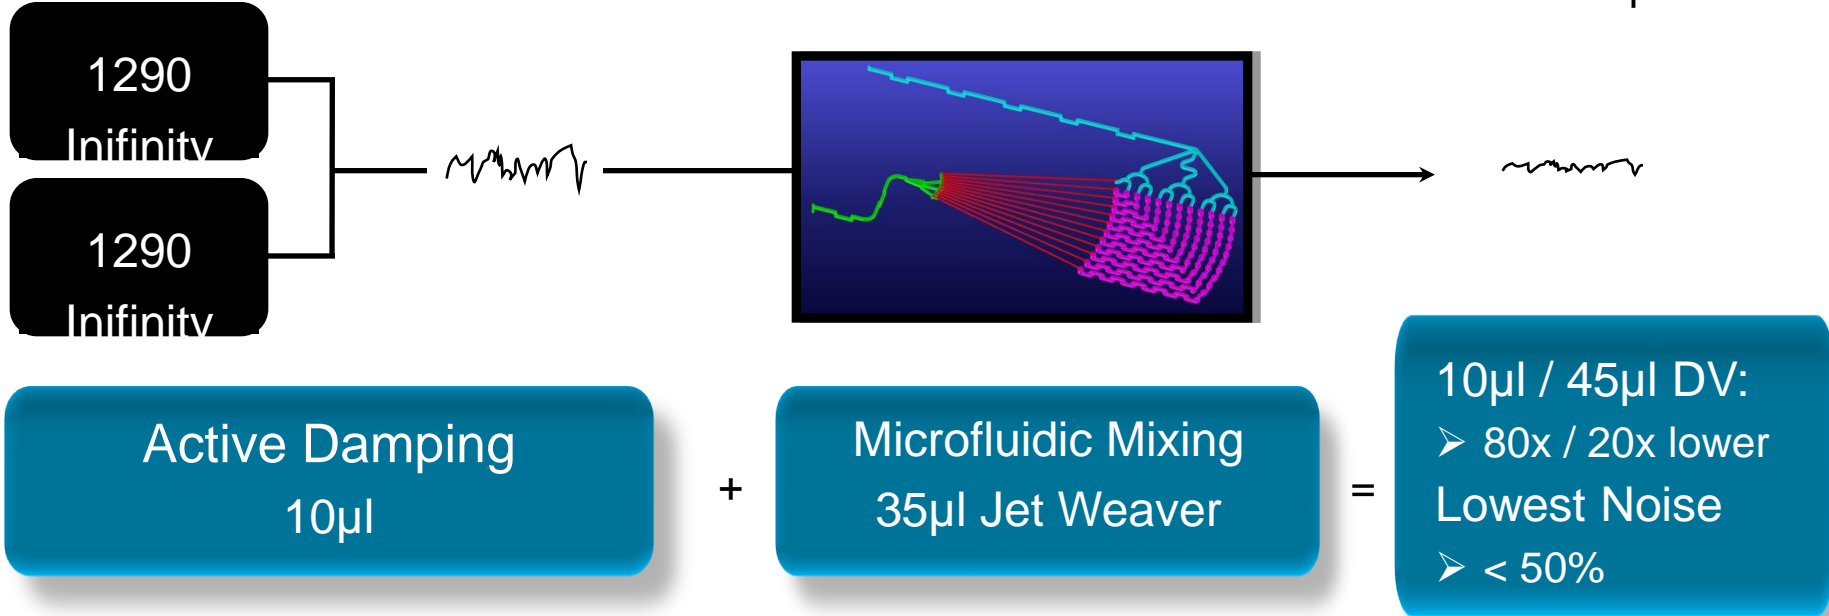 1290
Inifinity
1290
Inifinity
Active Damping
10µl
+
Microfluidic Mixing
35µl Jet Weaver
=
10µl / 45µl DV:
➢ 80x / 20x lower
Lowest Noise
➢ < 50%